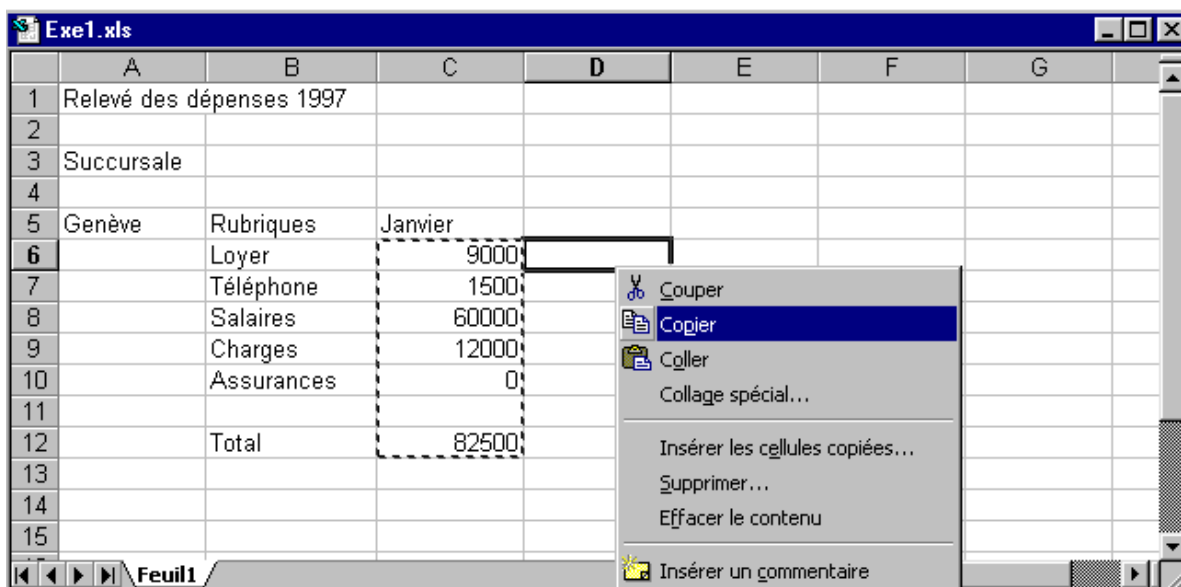 Exe1.xls
A B C D E F G
1 Relevé des dépenses 1997
2
3 Succursale
4
5 Genève Rubriques Janvier
6 Loyer 9000
7 Téléphone 1500
8 Salaires 60000
9 Charges 12000
10 Assurances 0
11
12 Total 82500
13
14
15
Couper
Copier
Coller
Collage spécial...
Insérer les cellules copiées...
Supprimer...
Effacer le contenu
Insérer un commentaire
Feuil1